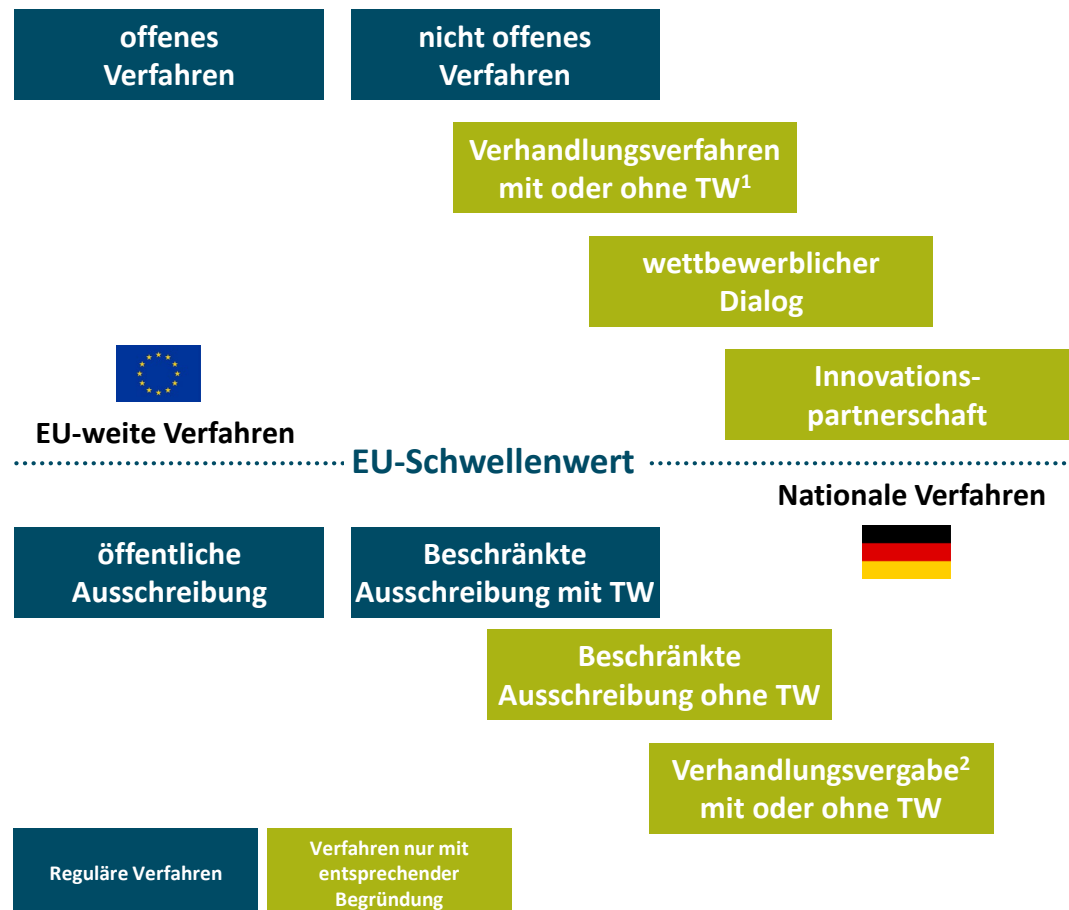 offenes
Verfahren
nicht offenes
Verfahren
Verhandlungsverfahren
mit oder ohne TW¹
wettbewerblicher
Dialog
Innovations-
partnerschaft
EU-weite Verfahren
EU-Schwellenwert
Nationale Verfahren
öffentliche
Ausschreibung
Beschränkte
Ausschreibung mit TW
Beschränkte
Ausschreibung ohne TW
Verhandlungsvergabe²
mit oder ohne TW
Reguläre Verfahren
Verfahren nur mit
entsprechender
Begründung